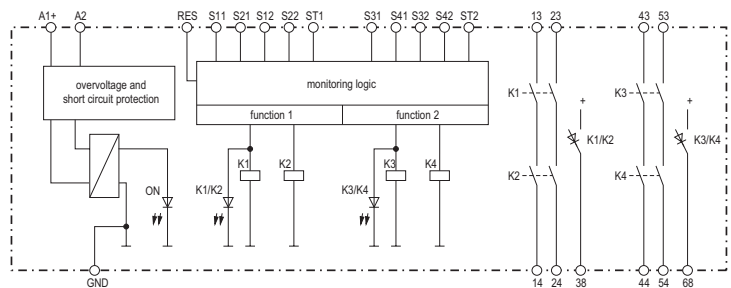 A1+ A2 RES S11 S21 S12 S22 ST1 S31 S41 S32 S42 ST2 13 23 43 53
overvoltage and
short circuit protection
monitoring logic
function 1 function 2
K1 K3
+ +
K1/K2 K3/K4
ON K1/K2 K1 K2 K3/K4 K3 K4
K2 K4
GND 14 24 38 44 54 68